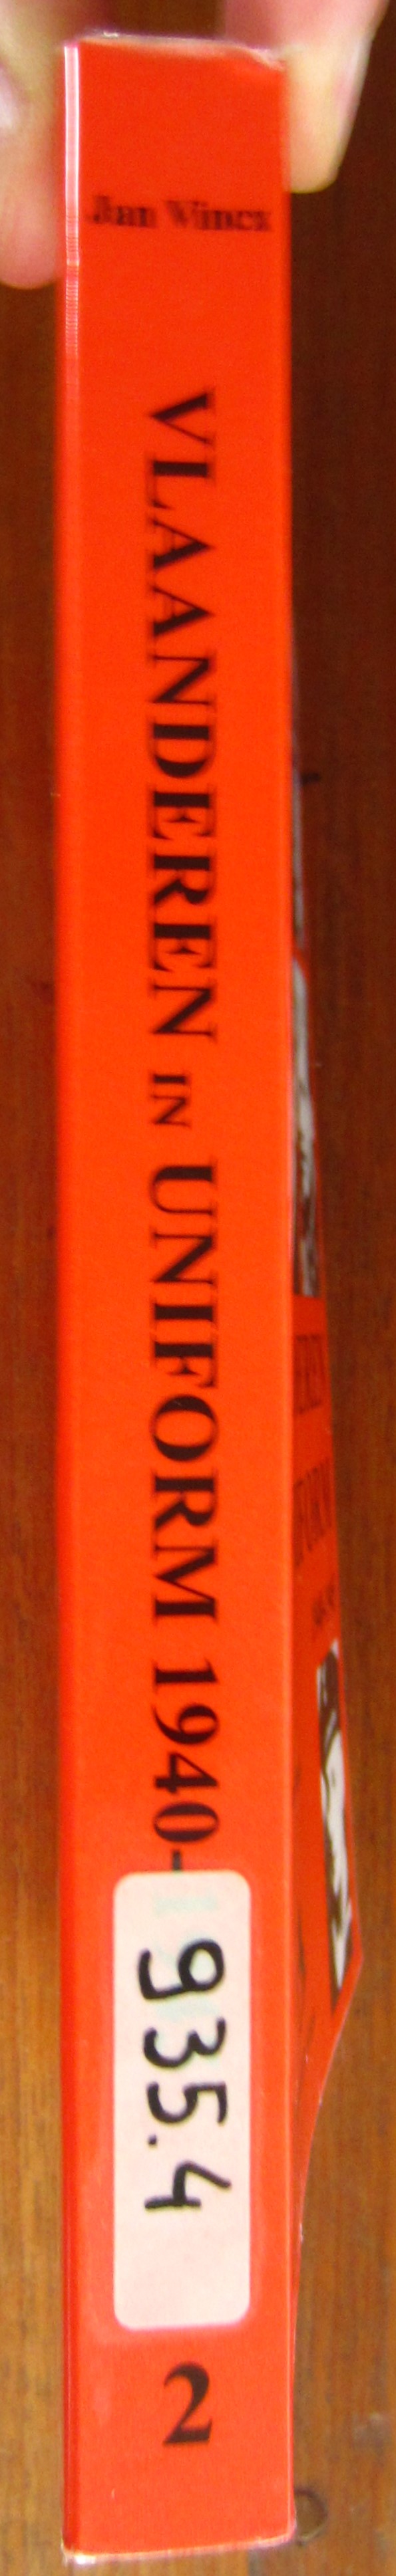 Jan Vincx
VLAANDEREN IN UNIFORM 1940-
935.4
2